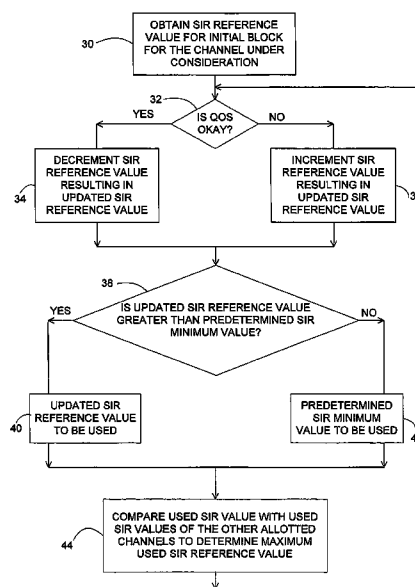 30
OBTAIN SIR REFERENCE
VALUE FOR INITIAL BLOCK
FOR THE CHANNEL UNDER
CONSIDERATION
32
YES
IS QOS
OKAY?
NO
34
DECREMENT SIR
REFERENCE VALUE
RESULTING IN
UPDATED SIR
REFERENCE VALUE
INCREMENT SIR
REFERENCE VALUE
RESULTING IN
UPDATED SIR
REFERENCE VALUE
38
YES
IS UPDATED SIR REFERENCE VALUE
GREATER THAN PREDETERMINED SIR
MINIMUM VALUE?
NO
40
UPDATED SIR
REFERENCE VALUE
TO BE USED
PREDETERMINED
SIR MINIMUM
VALUE TO BE USED
44
COMPARE USED SIR VALUE WITH USED
SIR VALUES OF THE OTHER ALLOTTED
CHANNELS TO DETERMINE MAXIMUM
USED SIR REFERENCE VALUE